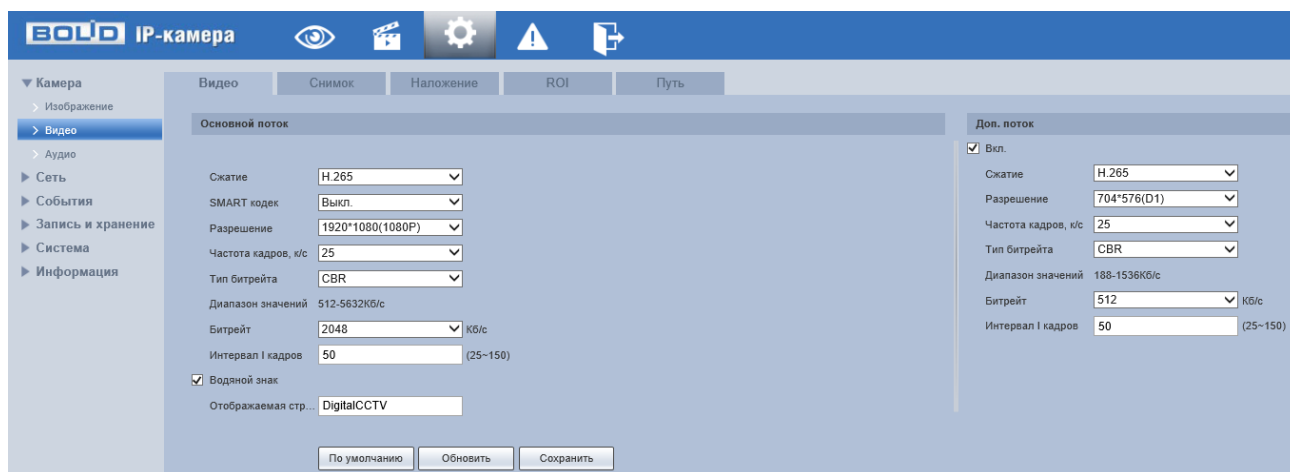 BOLID IP-камера
Камера
Изображение
Видео
Аудио
Сеть
События
Запись и хранение
Система
Информация
Видео Снимок Наложение ROI Путь
Основной поток
Сжатие H.265
SMART кодек Выкл.
Разрешение 1920*1080(1080P)
Частота кадров, к/с 25
Тип битрейта CBR
Диапазон значений 512-5632Кб/с
Битрейт 2048 Кб/с
Интервал I кадров 50 (25~150)
Водяной знак
Отображаемая стр... DigitalCCTV
По умолчанию Обновить Сохранить
Доп. поток
Вкл.
Сжатие H.265
Разрешение 704*576(D1)
Частота кадров, к/с 25
Тип битрейта CBR
Диапазон значений 188-1536Кб/с
Битрейт 512 Кб/с
Интервал I кадров 50 (25~150)